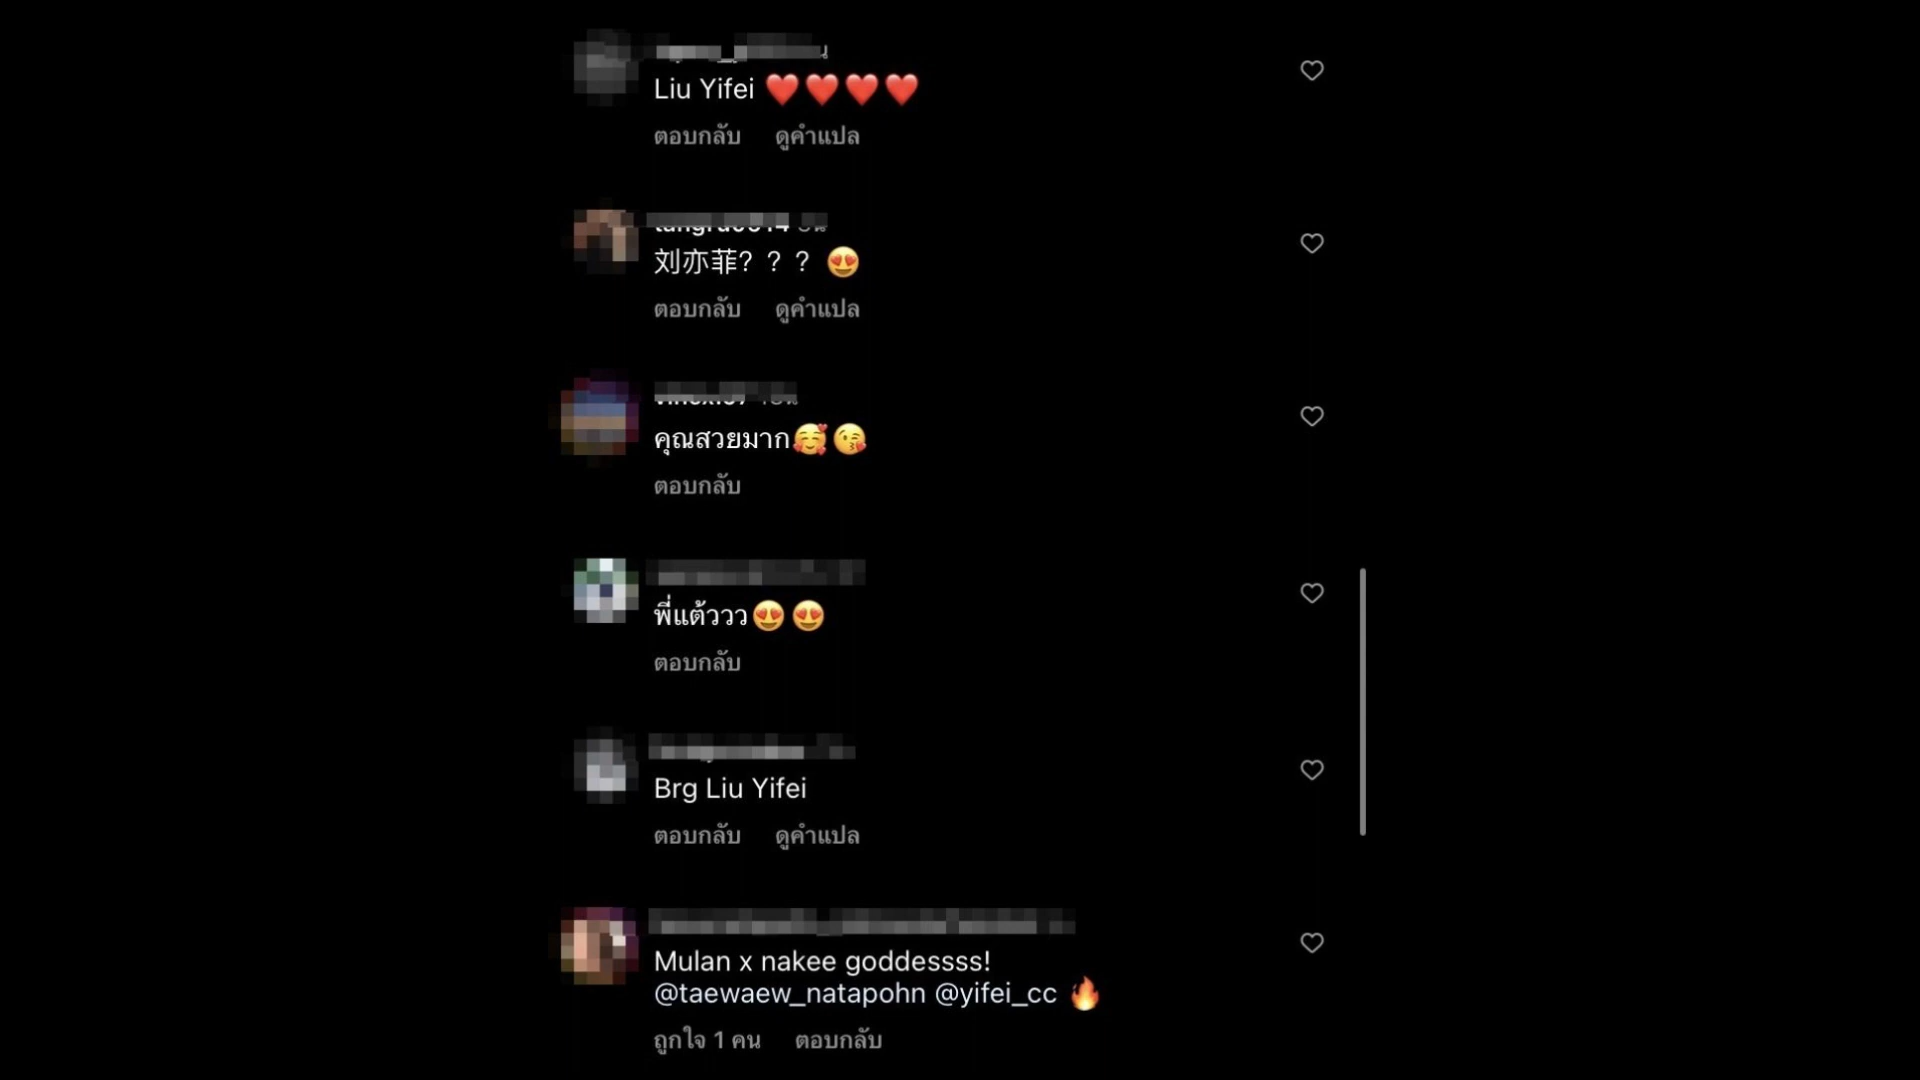 Liu Yifei ❤️❤️❤️❤️
ตอบกลับ ดูคำแปล
刘亦菲？？？ 😍
ตอบกลับ ดูคำแปล
คุณสวยมาก🥰😘
ตอบกลับ
พี่แต้ววว😍😍
ตอบกลับ
Brg Liu Yifei
ตอบกลับ ดูคำแปล
Mulan x nakee goddessss!
@taewaew_natapohn @yifei_cc 🔥
ถูกใจ 1 คน ตอบกลับ